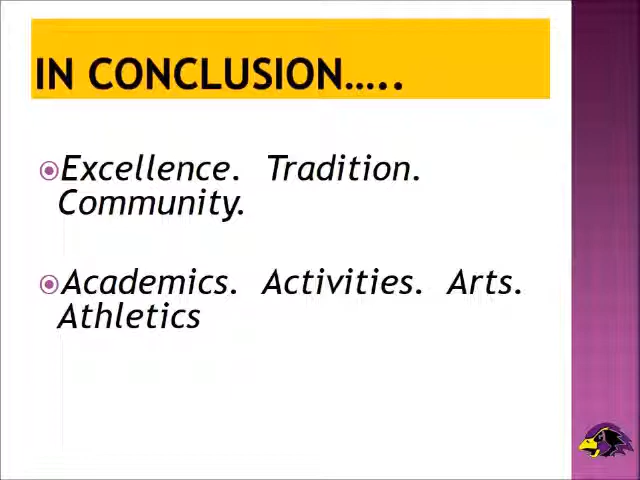 IN CONCLUSION…..
Excellence. Tradition.
Community.
Academics. Activities. Arts.
Athletics